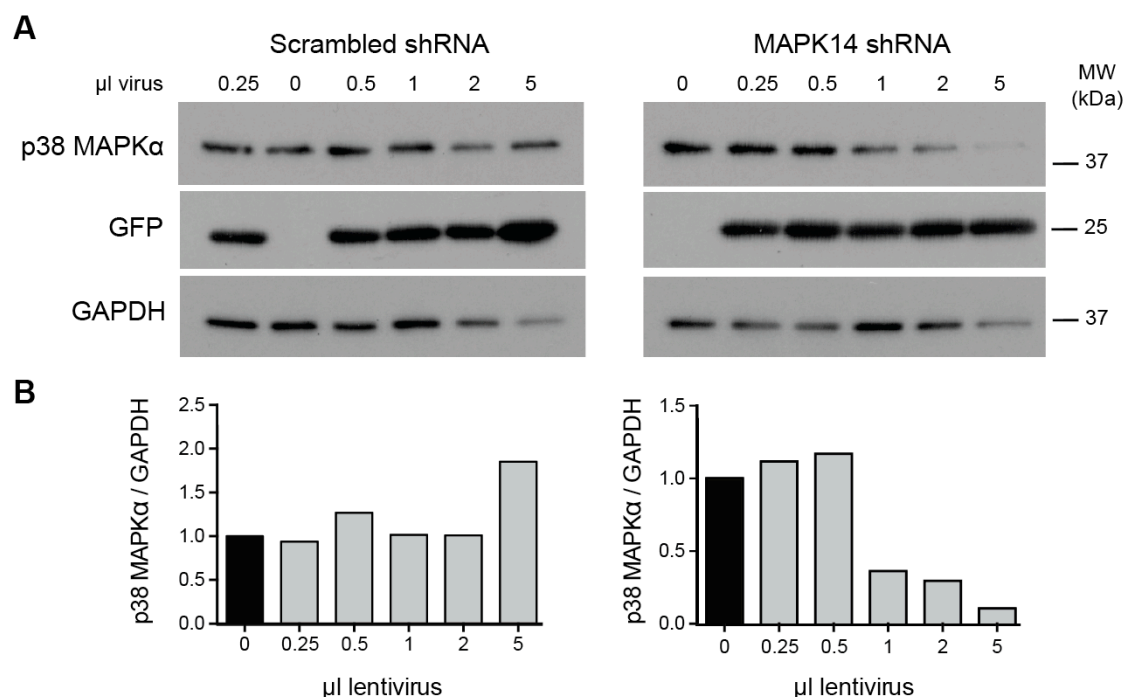 A
Scrambled shRNA
MAPK14 shRNA
µl virus 0.25 0 0.5 1 2 5
0 0.25 0.5 1 2 5
MW
(kDa)
p38 MAPKα
37
GFP
25
GAPDH
37
B
p38 MAPKα / GAPDH
2.5
2.0
1.5
1.0
0.5
0.0
0 0.25 0.5 1 2 5
µl lentivirus
p38 MAPKα / GAPDH
1.5
1.0
0.5
0.0
0 0.25 0.5 1 2 5
µl lentivirus